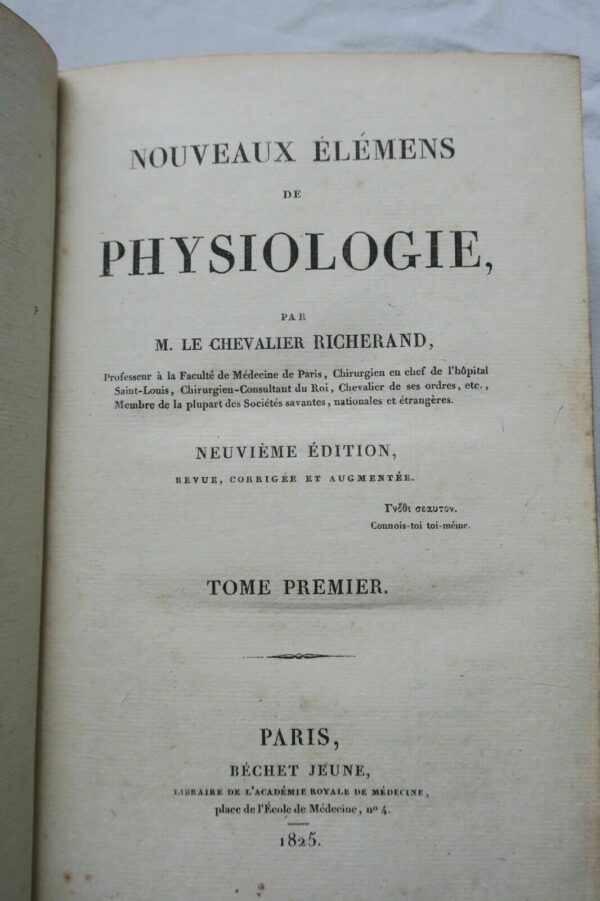 NOUVEAUX ÉLÉMENS
DE
PHYSIOLOGIE,
PAR
M. LE CHEVALIER RICHERAND,
Professeur à la Faculté de Médecine de Paris, Chirurgien en chef de l'hôpital
Saint-Louis, Chirurgien-Consultant du Roi, Chevalier de ses ordres, etc.,
Membre de la plupart des Sociétés savantes, nationales et étrangères.
NEUVIÈME ÉDITION,
REVUE, CORRIGÉE ET AUGMENTÉE.
Γνῶθι σεαυτον.
Connois-toi toi-même.
TOME PREMIER.
PARIS,
BÉCHET JEUNE,
LIBRAIRE DE L'ACADÉMIE ROYALE DE MÉDECINE,
place de l'École de Médecine, nº 4.
1825.